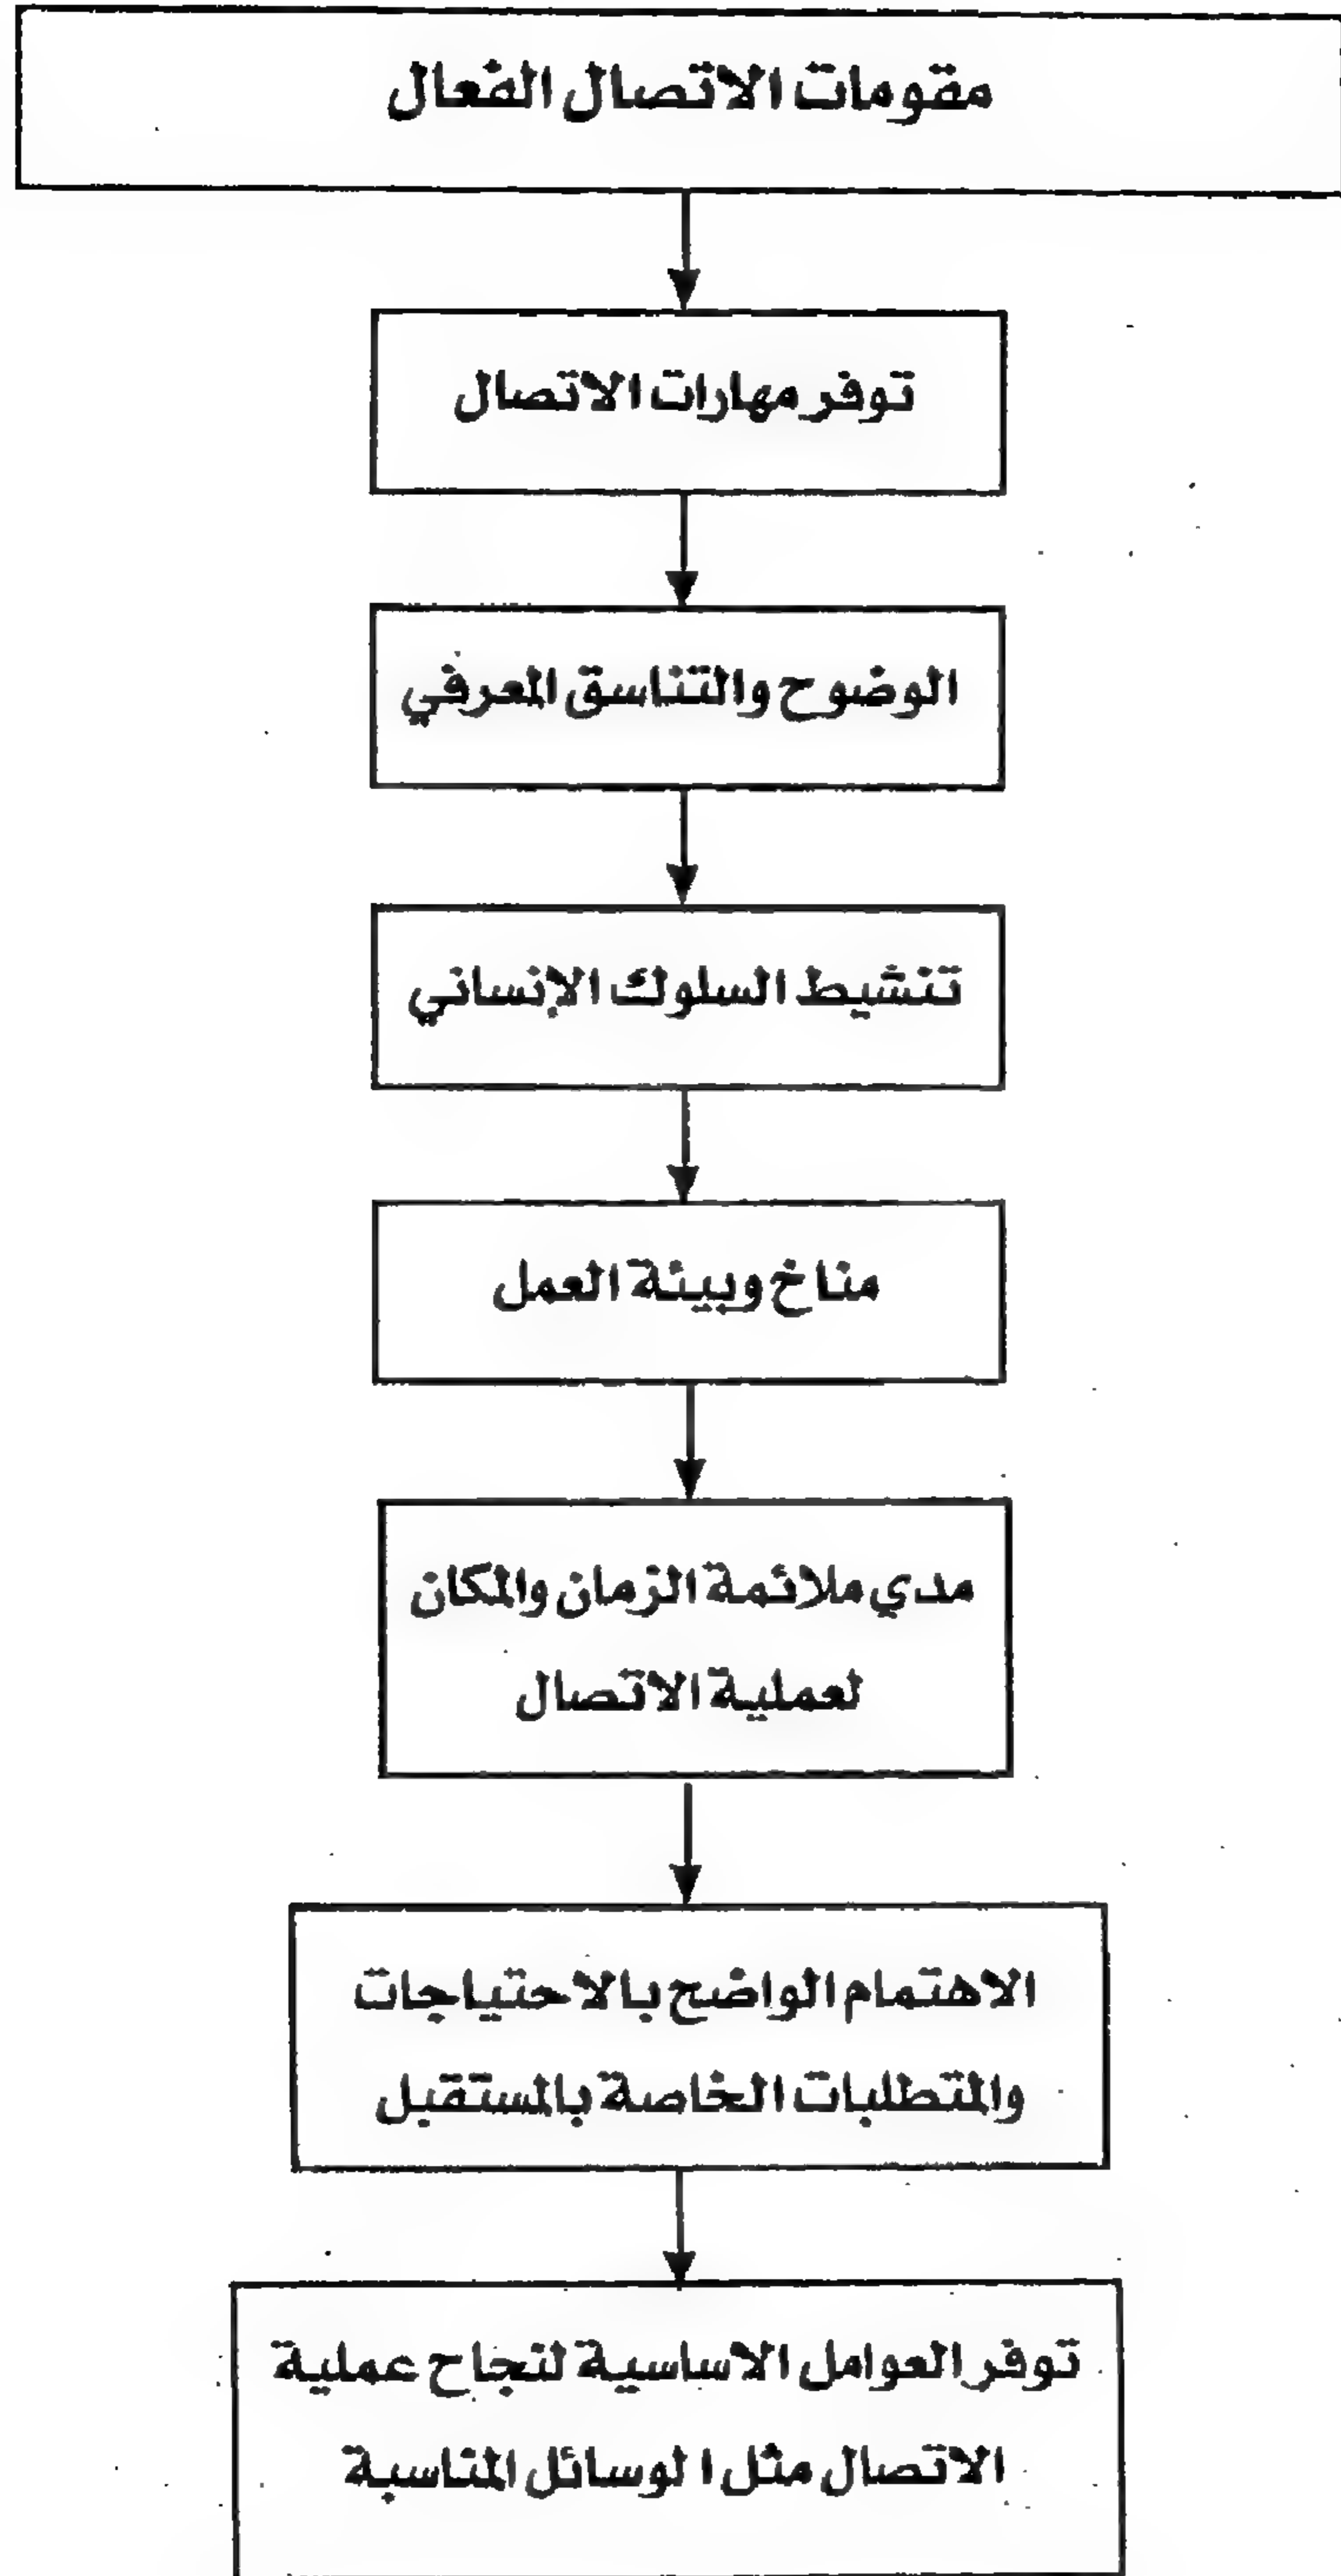 مقومات الاتصال الفعال
توفر مهارات الاتصال
الوضوح والتناسق المعرفي
تنشيط السلوك الإنساني
مناخ وبيئة العمل
مدي ملائمة الزمان والمكان
لعملية الاتصال
الاهتمام الواضح بالاحتياجات
والمتطلبات الخاصة بالمستقبل
توفر العوامل الاساسية لنجاح عملية
الاتصال مثل الوسائل المناسبة